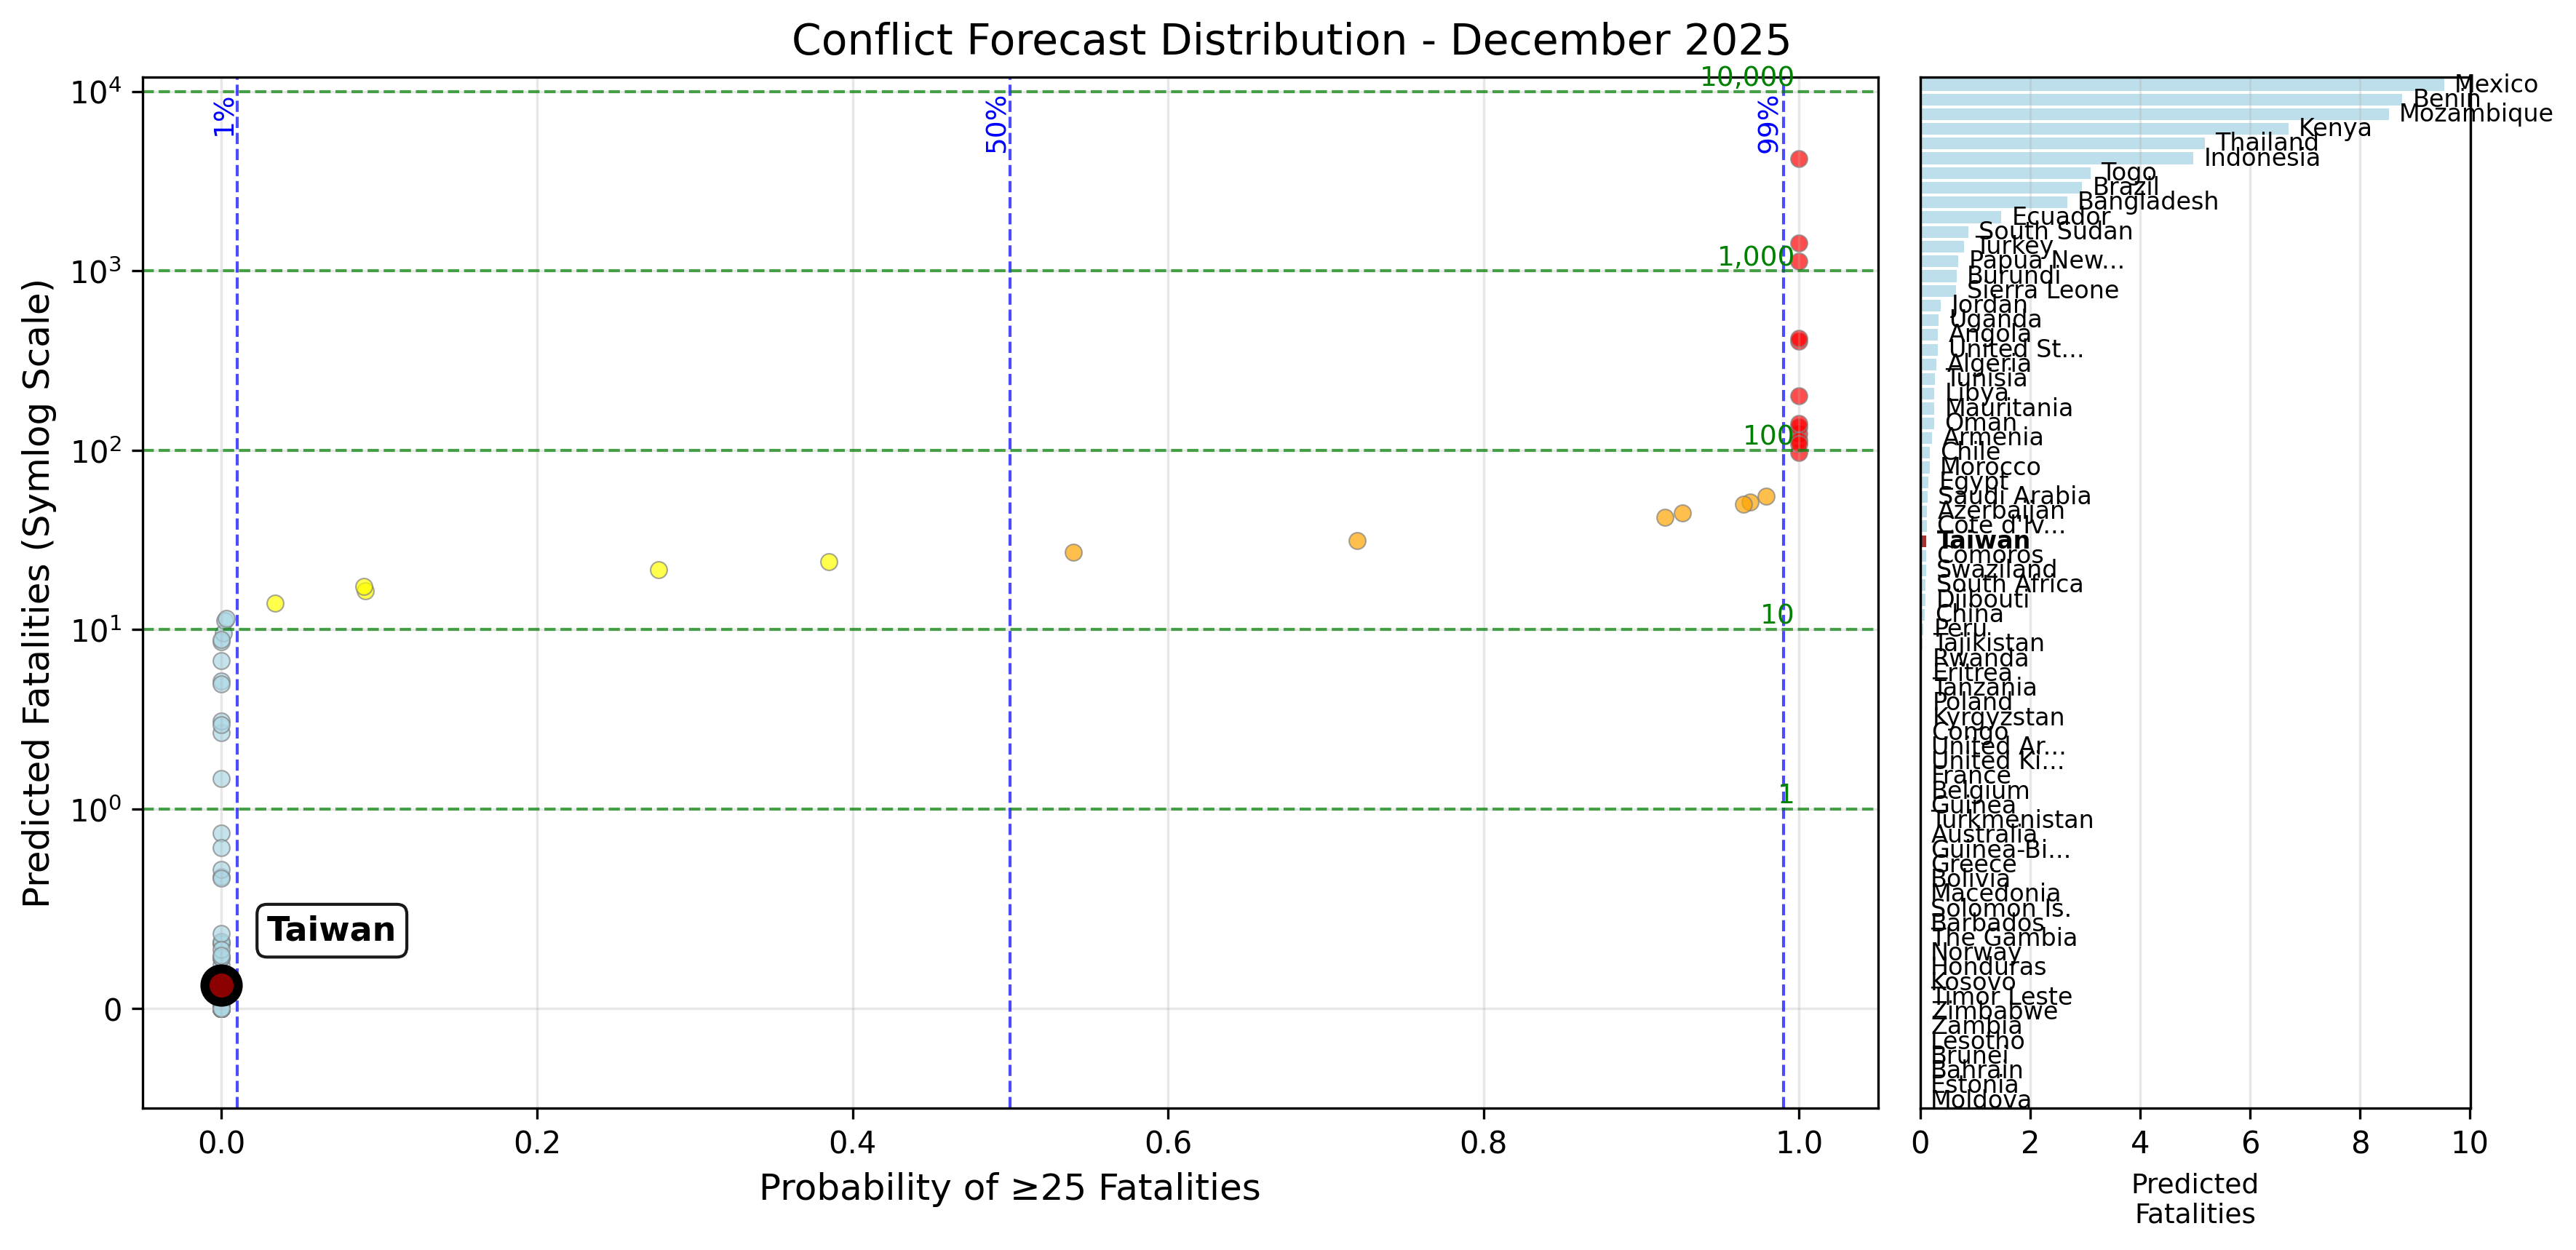 Conflict Forecast Distribution - December 2025
Predicted Fatalities (Symlog Scale)
10⁴
10³
10²
10¹
10⁰
0
1%
50%
99%
10,000
1,000
100
10
1
Taiwan
0.0
0.2
0.4
0.6
0.8
1.0
Probability of ≥25 Fatalities
Mexico
Benin
Mozambique
Kenya
Thailand
Indonesia
Togo
Brazil
Bangladesh
Ecuador
South Sudan
Turkey
Papua New...
Burundi
Sierra Leone
Jordan
Uganda
Angola
United St...
Algeria
Tunisia
Libya
Mauritania
Oman
Armenia
Chile
Morocco
Egypt
Saudi Arabia
Azerbaijan
Cote d'Iv...
Taiwan
Comoros
Swaziland
South Africa
Djibouti
China
Peru
Tajikistan
Rwanda
Eritrea
Tanzania
Poland
Kyrgyzstan
Congo
United Ar...
United Ki...
France
Belgium
Guinea
Turkmenistan
Australia
Guinea-Bi...
Greece
Bolivia
Macedonia
Solomon Is.
Barbados
The Gambia
Norway
Honduras
Kosovo
Timor Leste
Zimbabwe
Zambia
Lesotho
Brunei
Bahrain
Estonia
Moldova
0
2
4
6
8
10
Predicted
Fatalities